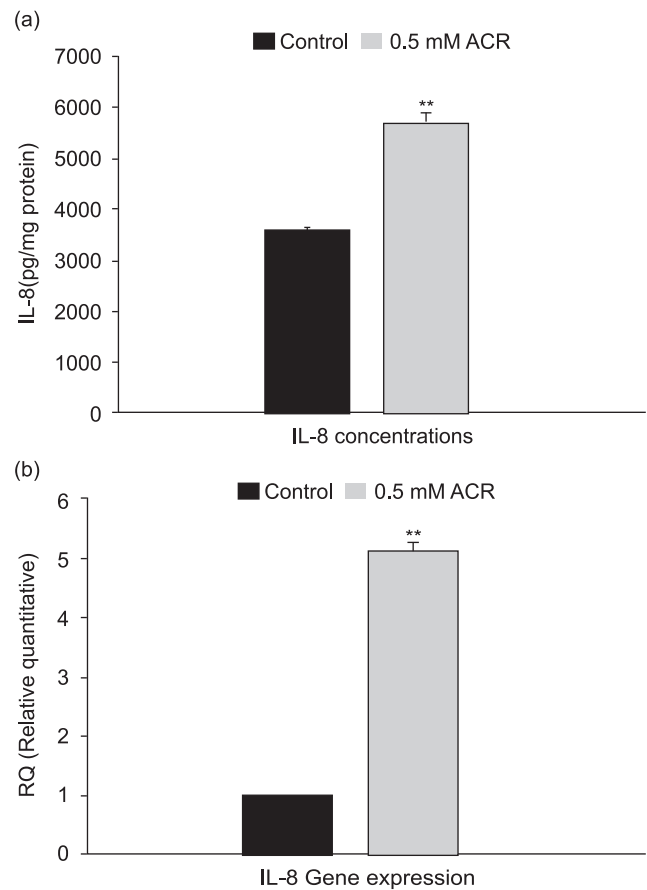 (a)
Control 0.5 mM ACR
7000
6000
5000
4000
3000
2000
1000
0
IL-8(pg/mg protein)
**
IL-8 concentrations
(b)
Control 0.5 mM ACR
6
5
4
3
2
1
0
RQ (Relative quantitative)
**
IL-8 Gene expression